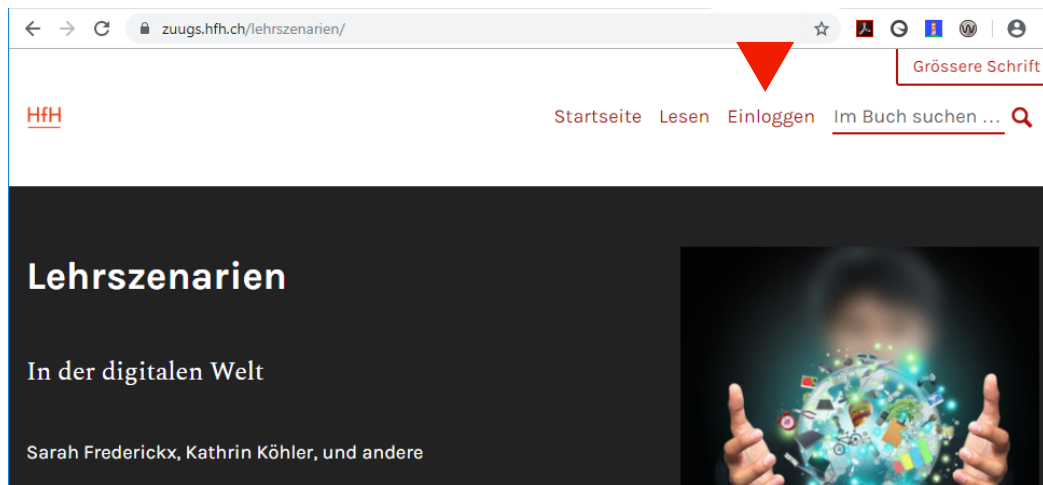 zuugs.hfh.ch/lehrszenarien/
Grössere Schrift
HfH
Startseite Lesen Einloggen Im Buch suchen ...
Lehrszenarien
In der digitalen Welt
Sarah Frederickx, Kathrin Köhler, und andere